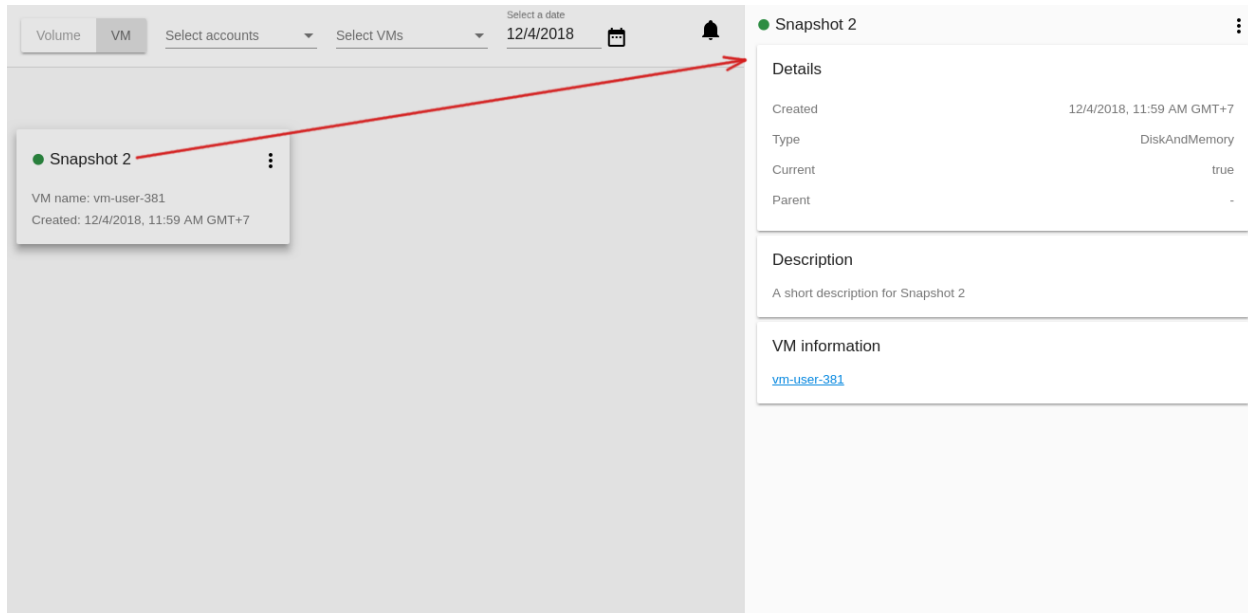 Volume VM Select accounts Select VMs Select a date
12/4/2018
Snapshot 2
VM name: vm-user-381
Created: 12/4/2018, 11:59 AM GMT+7
Snapshot 2
Details
Created 12/4/2018, 11:59 AM GMT+7
Type DiskAndMemory
Current true
Parent -
Description
A short description for Snapshot 2
VM information
vm-user-381